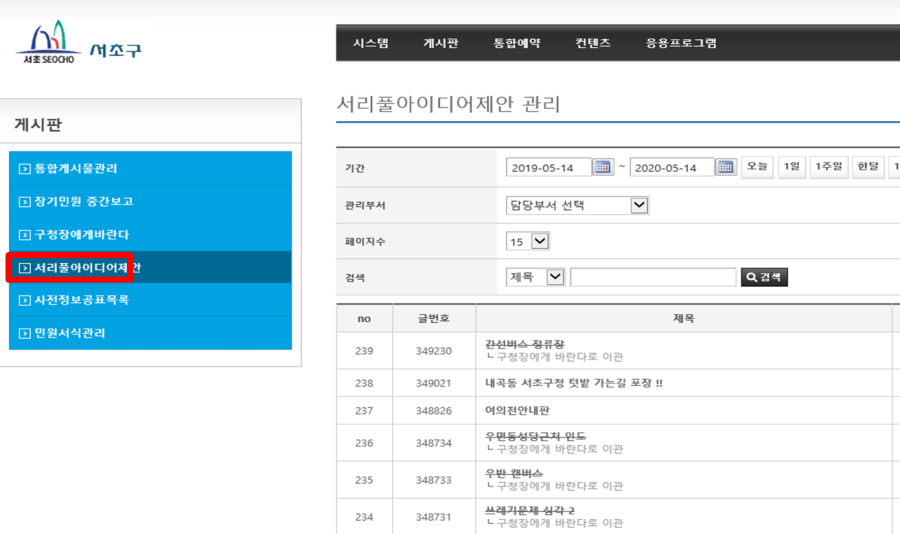 서초 SEOCHO 서초구
시스템 게시판 통합예약 컨텐츠 응용프로그램
서리풀아이디어제안 관리
게시판
통합게시물관리
장기민원 중간보고
구청장에게바란다
서리풀아이디어제안
사전정보공표목록
민원서식관리
기간 2019-05-14 ~ 2020-05-14 오늘 1일 1주일 한달 1
관리부서 담당부서 선택
페이지수 15
검색 제목 검색
no 글번호 제목
239 349230 간선버스 정류장
┗ 구청장에게 바란다로 이관
238 349021 내곡동 서초구청 텃밭 가는길 포장 !!
237 348826 여의천안내판
236 348734 우면동성당근처 인도
┗ 구청장에게 바란다로 이관
235 348733 우반 캔버스
┗ 구청장에게 바란다로 이관
234 348731 쓰레기문제 심각 2
┗ 구청장에게 바란다로 이관